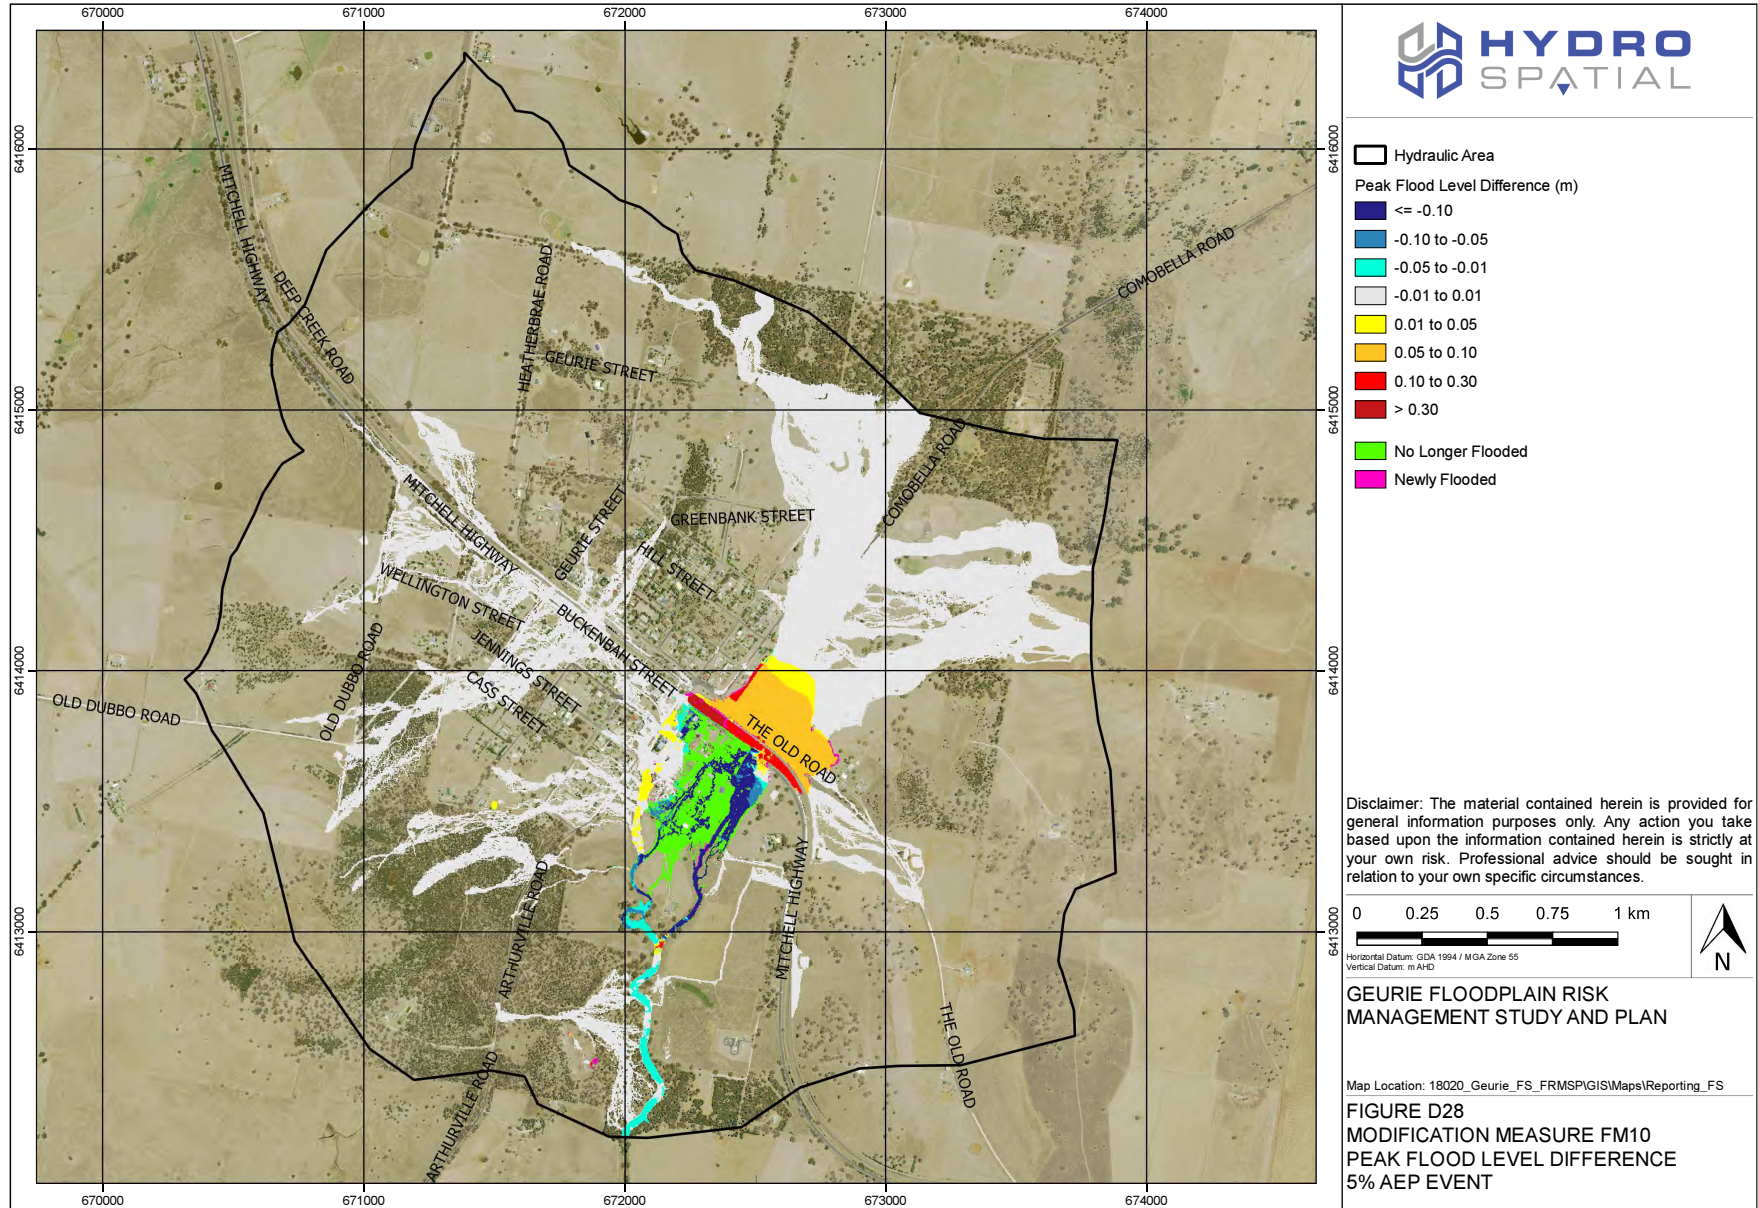 670000
671000
672000
673000
674000
6416000
6416000
6415000
6415000
6414000
6414000
6413000
6413000
MITCHELL HIGHWAY
DEEP CREEK ROAD
HEATHERBRAE ROAD
GEURIE STREET
COMOBELLA ROAD
COMOBELLA ROAD
MITCHELL HIGHWAY
GEURIE STREET
GREENBANK STREET
HILL STREET
WELLINGTON STREET
BUCKENBAH STREET
JENNINGS STREET
CASS STREET
OLD DUBBO ROAD
OLD DUBBO ROAD
THE OLD ROAD
MITCHELL HIGHWAY
ARTHURVILLE ROAD
ARTHURVILLE ROAD
THE OLD ROAD
670000
671000
672000
673000
674000
HYDRO
SPATIAL
Hydraulic Area
Peak Flood Level Difference (m)
<= -0.10
-0.10 to -0.05
-0.05 to -0.01
-0.01 to 0.01
0.01 to 0.05
0.05 to 0.10
0.10 to 0.30
> 0.30
No Longer Flooded
Newly Flooded
Disclaimer: The material contained herein is provided for
general information purposes only. Any action you take
based upon the information contained herein is strictly at
your own risk. Professional advice should be sought in
relation to your own specific circumstances.
0 0.25 0.5 0.75 1 km
Horizontal Datum: GDA 1994 / MGA Zone 55
Vertical Datum: m AHD
N
GEURIE FLOODPLAIN RISK
MANAGEMENT STUDY AND PLAN
Map Location: 18020_Geurie_FS_FRMSP\GIS\Maps\Reporting_FS
FIGURE D28
MODIFICATION MEASURE FM10
PEAK FLOOD LEVEL DIFFERENCE
5% AEP EVENT